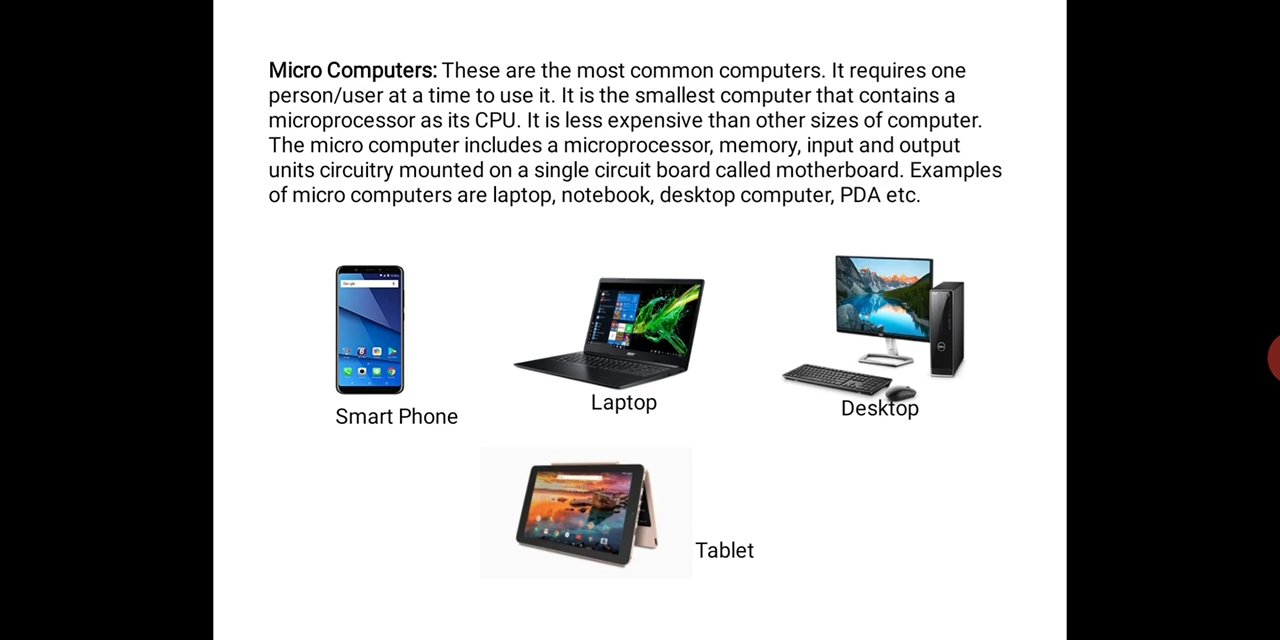 Micro Computers: These are the most common computers. It requires one
person/user at a time to use it. It is the smallest computer that contains a
microprocessor as its CPU. It is less expensive than other sizes of computer.
The micro computer includes a microprocessor, memory, input and output
units circuitry mounted on a single circuit board called motherboard. Examples
of micro computers are laptop, notebook, desktop computer, PDA etc.
Smart Phone
Laptop
Desktop
Tablet